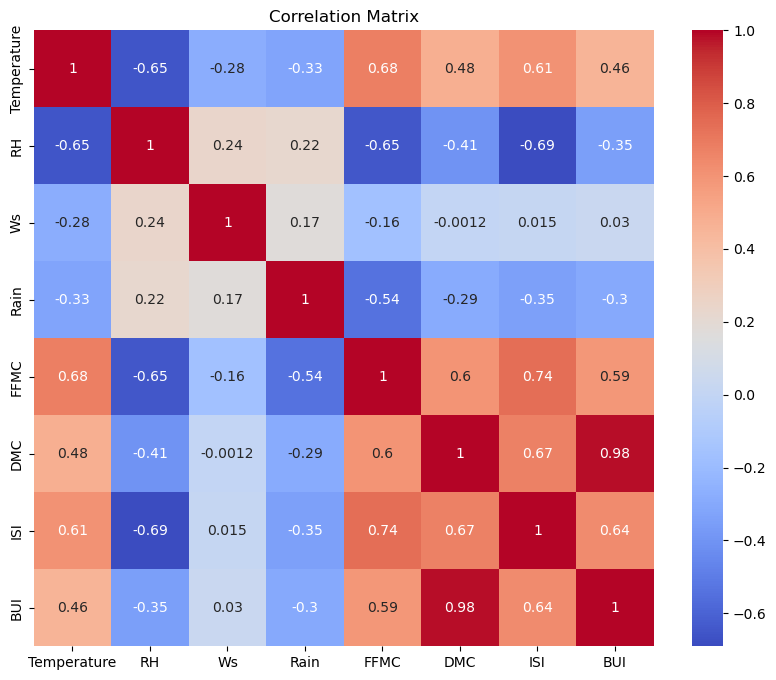 Correlation Matrix
Temperature 1 -0.65 -0.28 -0.33 0.68 0.48 0.61 0.46
RH -0.65 1 0.24 0.22 -0.65 -0.41 -0.69 -0.35
Ws -0.28 0.24 1 0.17 -0.16 -0.0012 0.015 0.03
Rain -0.33 0.22 0.17 1 -0.54 -0.29 -0.35 -0.3
FFMC 0.68 -0.65 -0.16 -0.54 1 0.6 0.74 0.59
DMC 0.48 -0.41 -0.0012 -0.29 0.6 1 0.67 0.98
ISI 0.61 -0.69 0.015 -0.35 0.74 0.67 1 0.64
BUI 0.46 -0.35 0.03 -0.3 0.59 0.98 0.64 1
Temperature RH Ws Rain FFMC DMC ISI BUI
1.0
0.8
0.6
0.4
0.2
0.0
−0.2
−0.4
−0.6